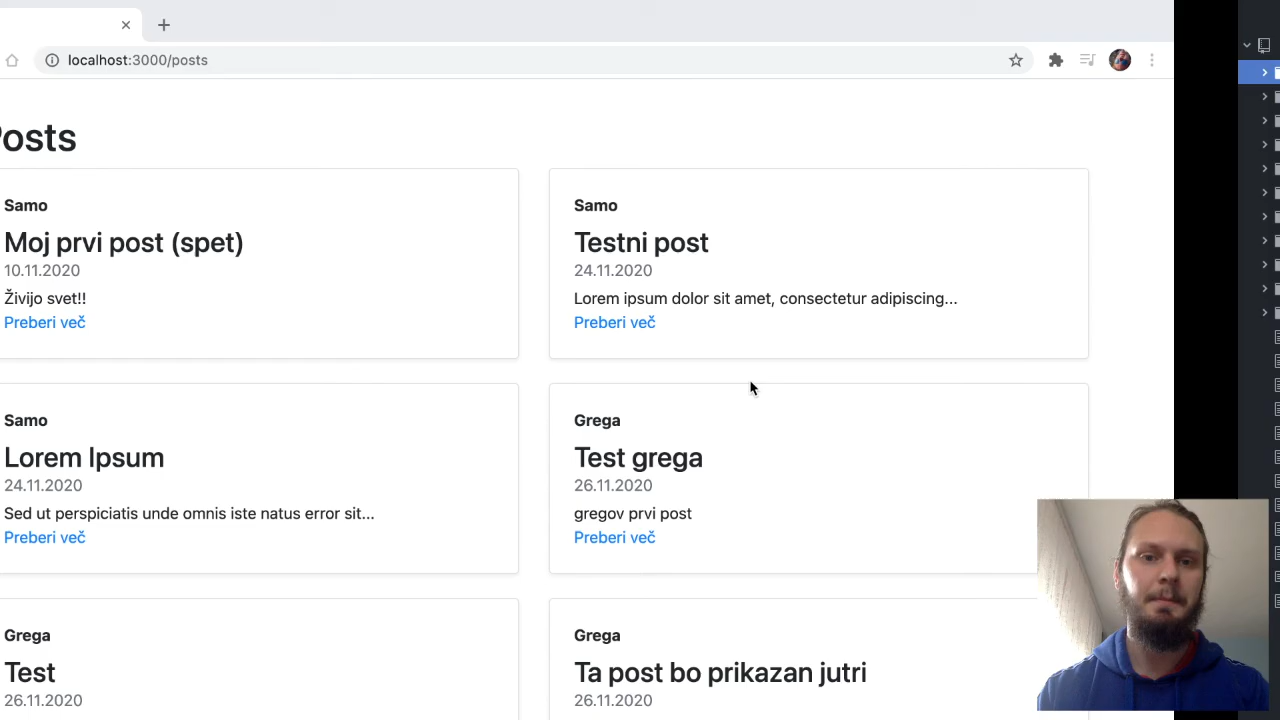 localhost:3000/posts
Posts
Samo
Moj prvi post (spet)
10.11.2020
Živijo svet!!
Preberi več
Samo
Testni post
24.11.2020
Lorem ipsum dolor sit amet, consectetur adipiscing...
Preberi več
Samo
Lorem Ipsum
24.11.2020
Sed ut perspiciatis unde omnis iste natus error sit...
Preberi več
Grega
Test grega
26.11.2020
gregov prvi post
Preberi več
Grega
Test
26.11.2020
Grega
Ta post bo prikazan jutri
26.11.2020